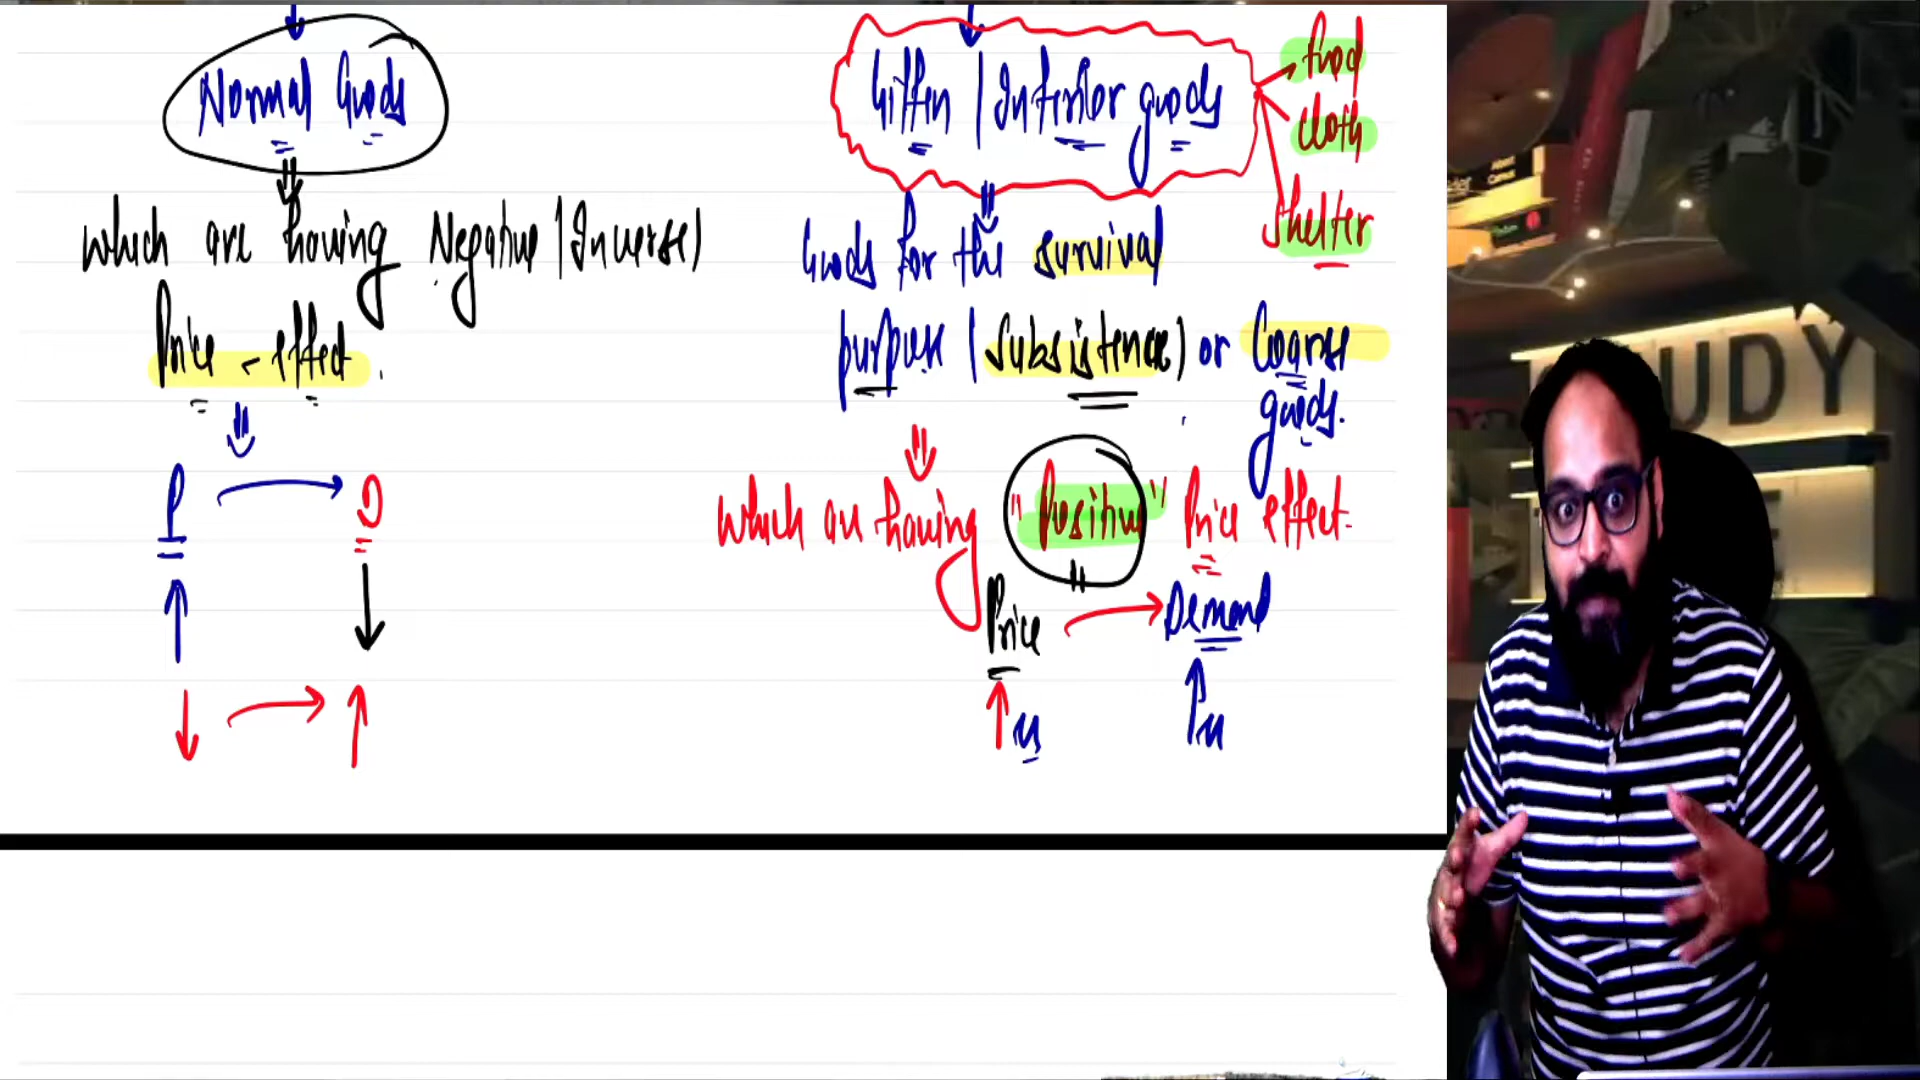 Normal Goods
which are having Negative (Inverse)
Price - effect.
P D
Giffen / Inferior goods
food
cloth
shelter
Goods for the survival
purpose (subsistence) or Coarse
goods.
which are having "Positive" Price effect.
Price Demand
UDY